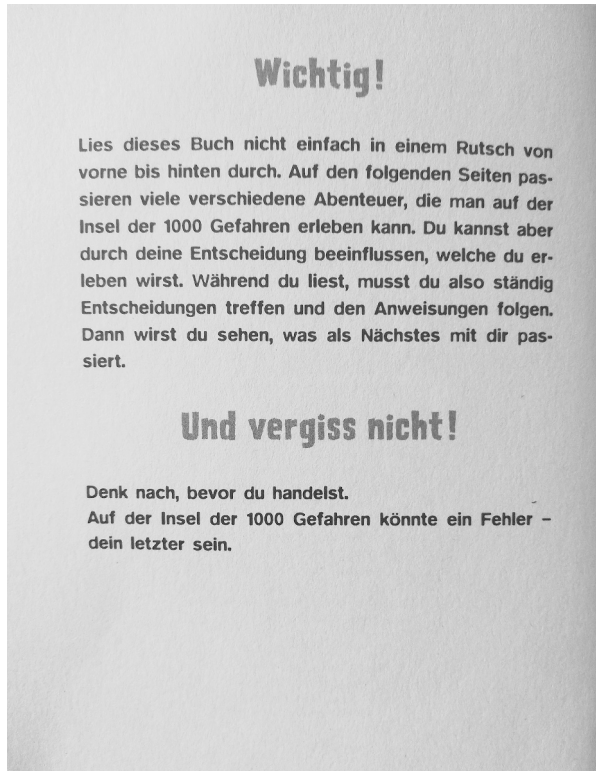 Wichtig!
Lies dieses Buch nicht einfach in einem Rutsch von
vorne bis hinten durch. Auf den folgenden Seiten pas-
sieren viele verschiedene Abenteuer, die man auf der
Insel der 1000 Gefahren erleben kann. Du kannst aber
durch deine Entscheidung beeinflussen, welche du er-
leben wirst. Während du liest, musst du also ständig
Entscheidungen treffen und den Anweisungen folgen.
Dann wirst du sehen, was als Nächstes mit dir pas-
siert.
Und vergiss nicht!
Denk nach, bevor du handelst.
Auf der Insel der 1000 Gefahren könnte ein Fehler –
dein letzter sein.